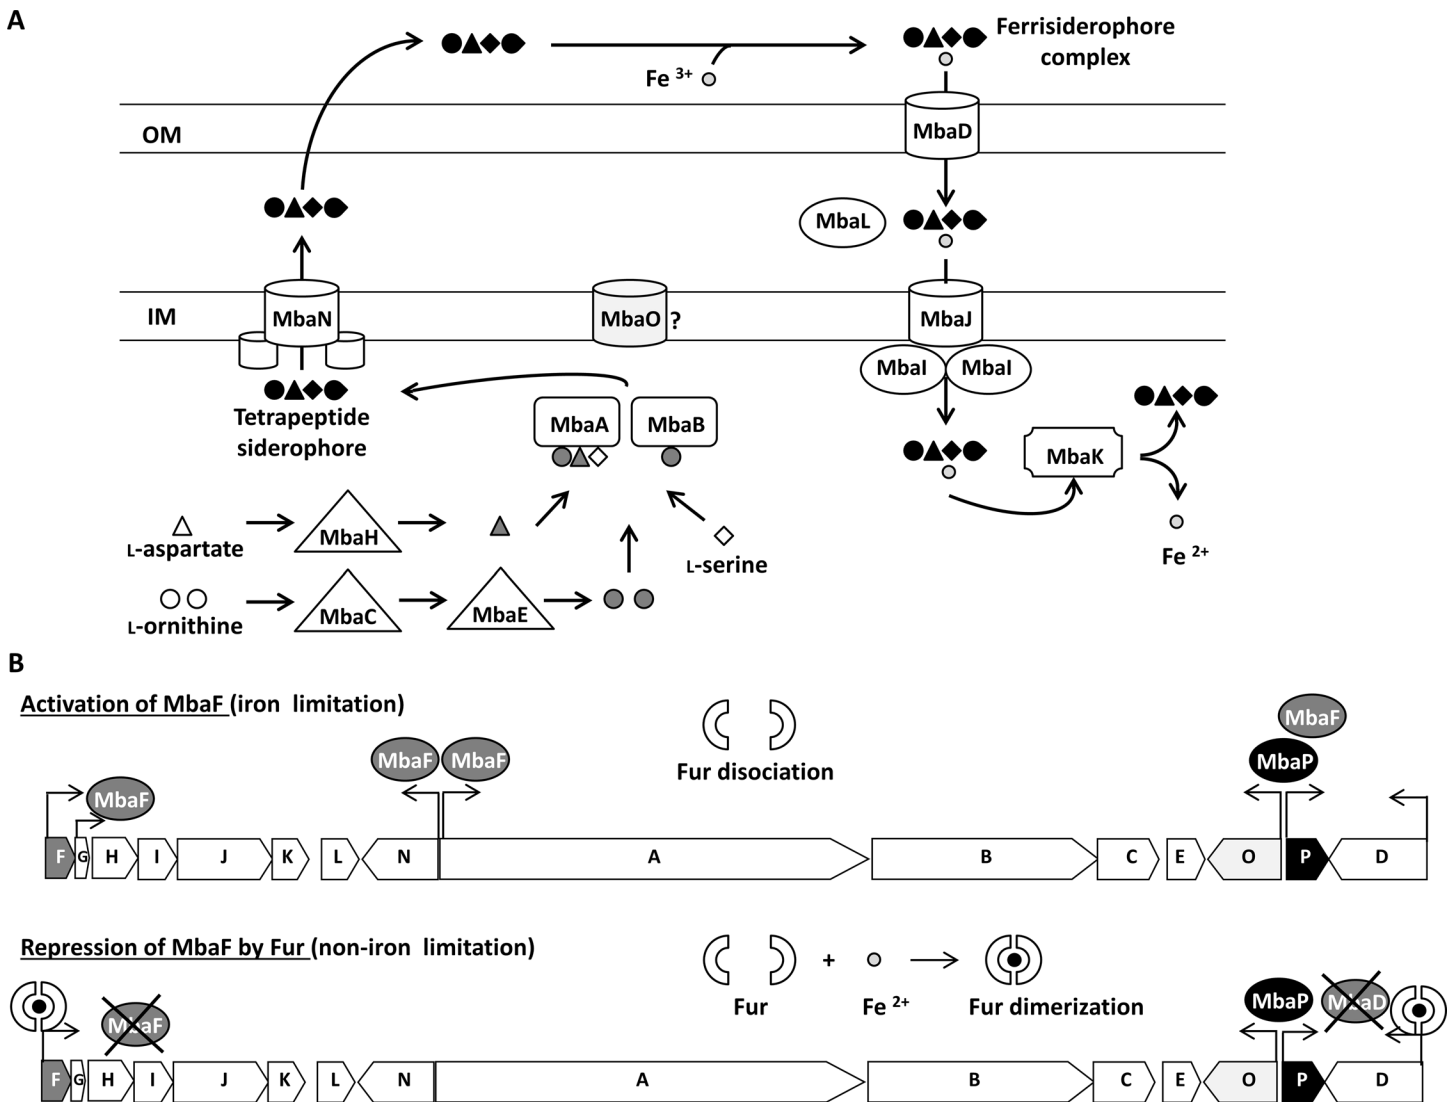 A
Ferrisiderophore
complex
Fe 3+
OM
MbaD
MbaL
IM
MbaN
MbaO ?
MbaJ
MbaI MbaI
Tetrapeptide
siderophore
MbaA MbaB
MbaK
MbaH
L-aspartate
L-serine
Fe 2+
MbaC MbaE
L-ornithine
B
Activation of MbaF (iron limitation)
MbaF
MbaF MbaF
MbaP
MbaF
Fur disociation
F G H I J K L N A B C E O P D
Repression of MbaF by Fur (non-iron limitation)
+
Fur Fe 2+ Fur dimerization
MbaF
MbaP MbaD
F G H I J K L N A B C E O P D